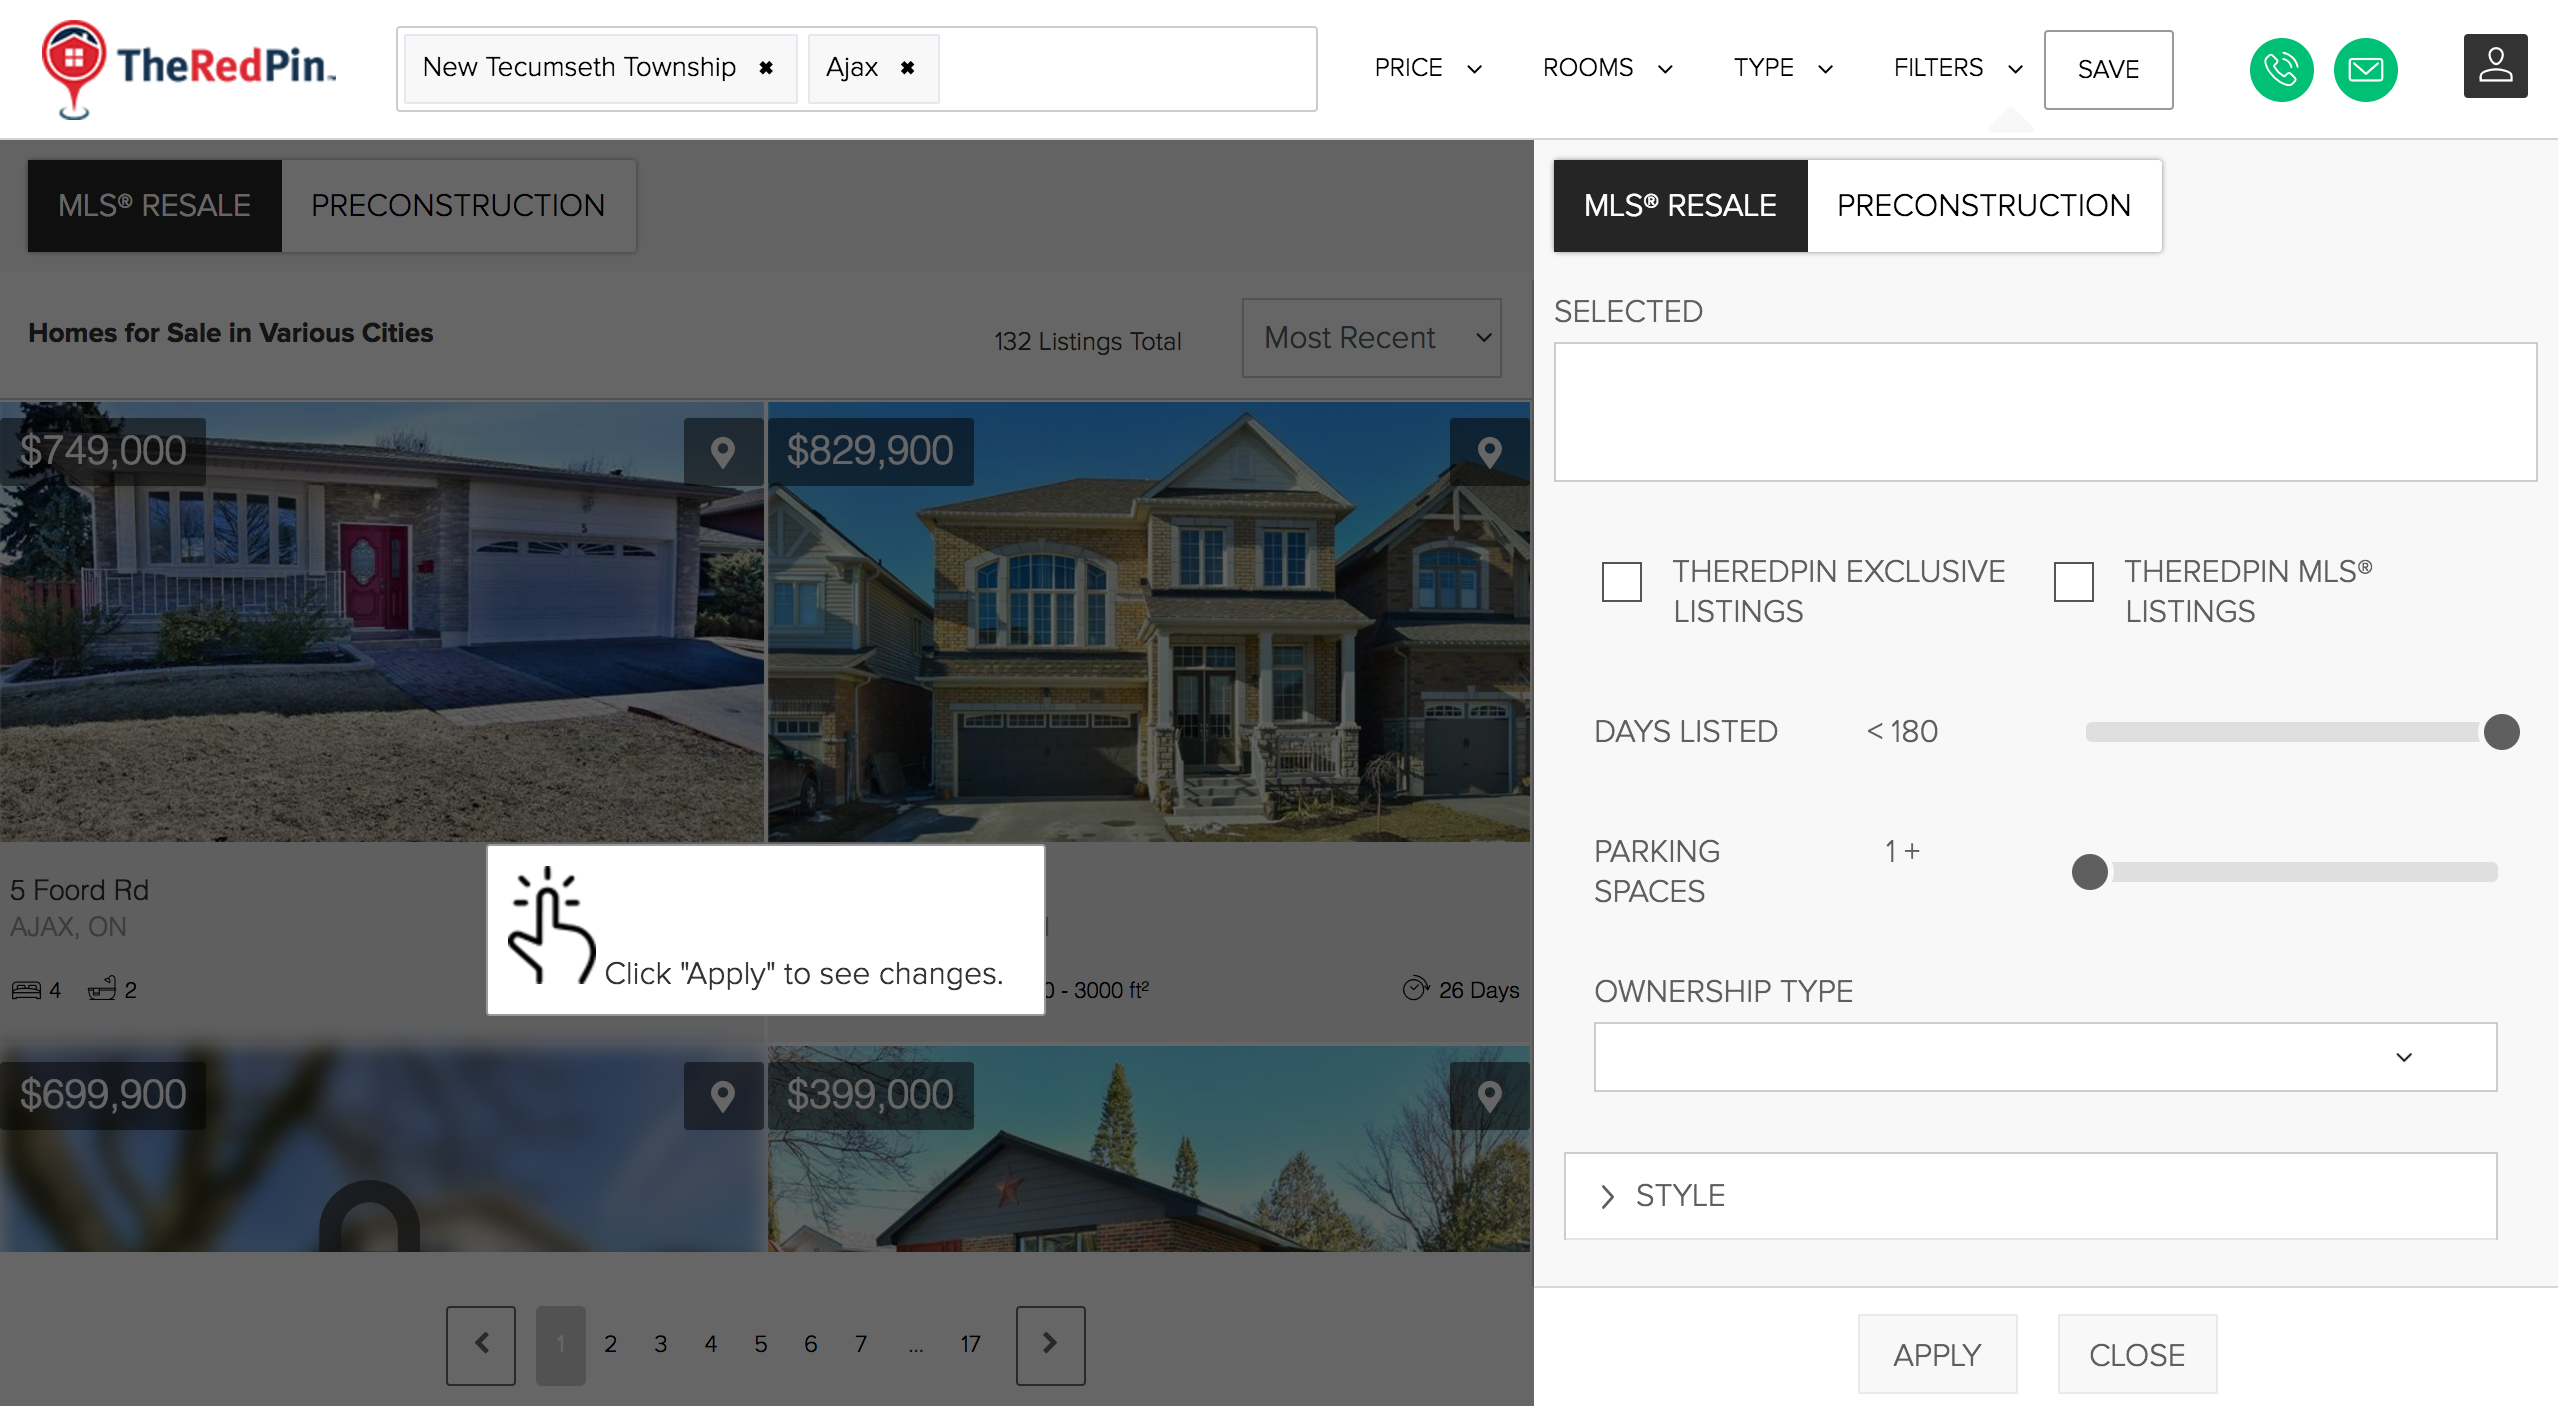 TheRedPin™
New Tecumseth Township ✖
Ajax ✖
PRICE
ROOMS
TYPE
FILTERS
SAVE
MLS® RESALE
PRECONSTRUCTION
Homes for Sale in Various Cities
132 Listings Total
Most Recent
$749,000
$829,900
5
5 Foord Rd
AJAX, ON
4
2
0 - 3000 ft²
26 Days
Click "Apply" to see changes.
$699,900
$399,000
1 2 3 4 5 6 7 ... 17
MLS® RESALE
PRECONSTRUCTION
SELECTED
THEREDPIN EXCLUSIVE
LISTINGS
THEREDPIN MLS®
LISTINGS
DAYS LISTED
< 180
PARKING
SPACES
1 +
OWNERSHIP TYPE
STYLE
APPLY
CLOSE